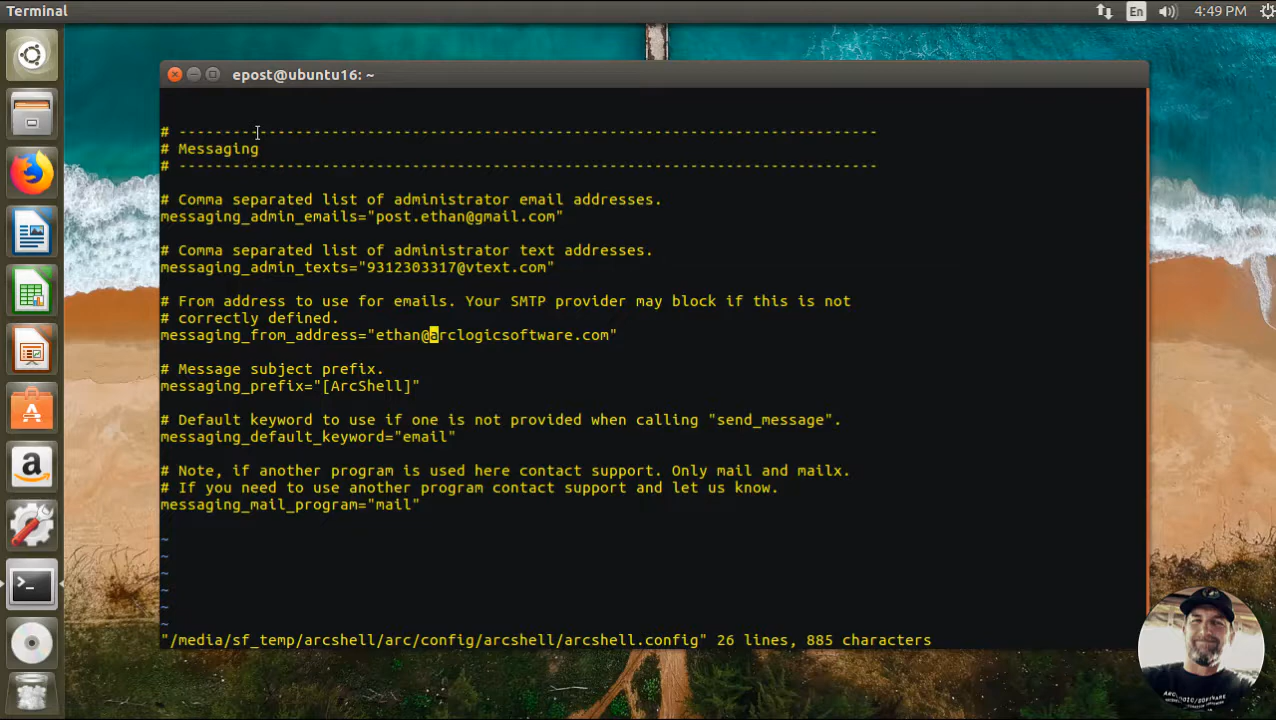 Terminal
En
4:49 PM
epost@ubuntu16: ~
# ------------------------------------------------------------------------------
# Messaging
# ------------------------------------------------------------------------------
# Comma separated list of administrator email addresses.
messaging_admin_emails="post.ethan@gmail.com"
# Comma separated list of administrator text addresses.
messaging_admin_texts="9312303317@vtext.com"
# From address to use for emails. Your SMTP provider may block if this is not
# correctly defined.
messaging_from_address="ethan@arclogicsoftware.com"
# Message subject prefix.
messaging_prefix="[ArcShell]"
# Default keyword to use if one is not provided when calling "send_message".
messaging_default_keyword="email"
# Note, if another program is used here contact support. Only mail and mailx.
# If you need to use another program contact support and let us know.
messaging_mail_program="mail"
~
~
~
~
~
~
"/media/sf_temp/arcshell/arc/config/arcshell/arcshell.config" 26 lines, 885 characters